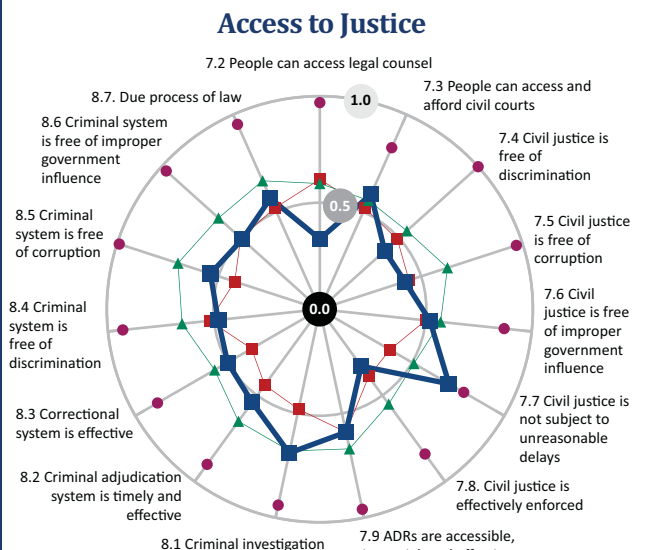 Access to Justice
7.2 People can access legal counsel
7.3 People can access and
afford civil courts
7.4 Civil justice is
free of
discrimination
7.5 Civil justice
is free of
corruption
7.6 Civil
justice is free
of improper
government
influence
7.7 Civil justice is
not subject to
unreasonable
delays
7.8. Civil justice is
effectively enforced
7.9 ADRs are accessible,
8.1 Criminal investigation
8.2 Criminal adjudication
system is timely and
effective
8.3 Correctional
system is effective
8.4 Criminal
system is
free of
discrimination
8.5 Criminal
system is free
of corruption
8.6 Criminal system
is free of improper
government
influence
8.7. Due process of law
1.0
0.5
0.0